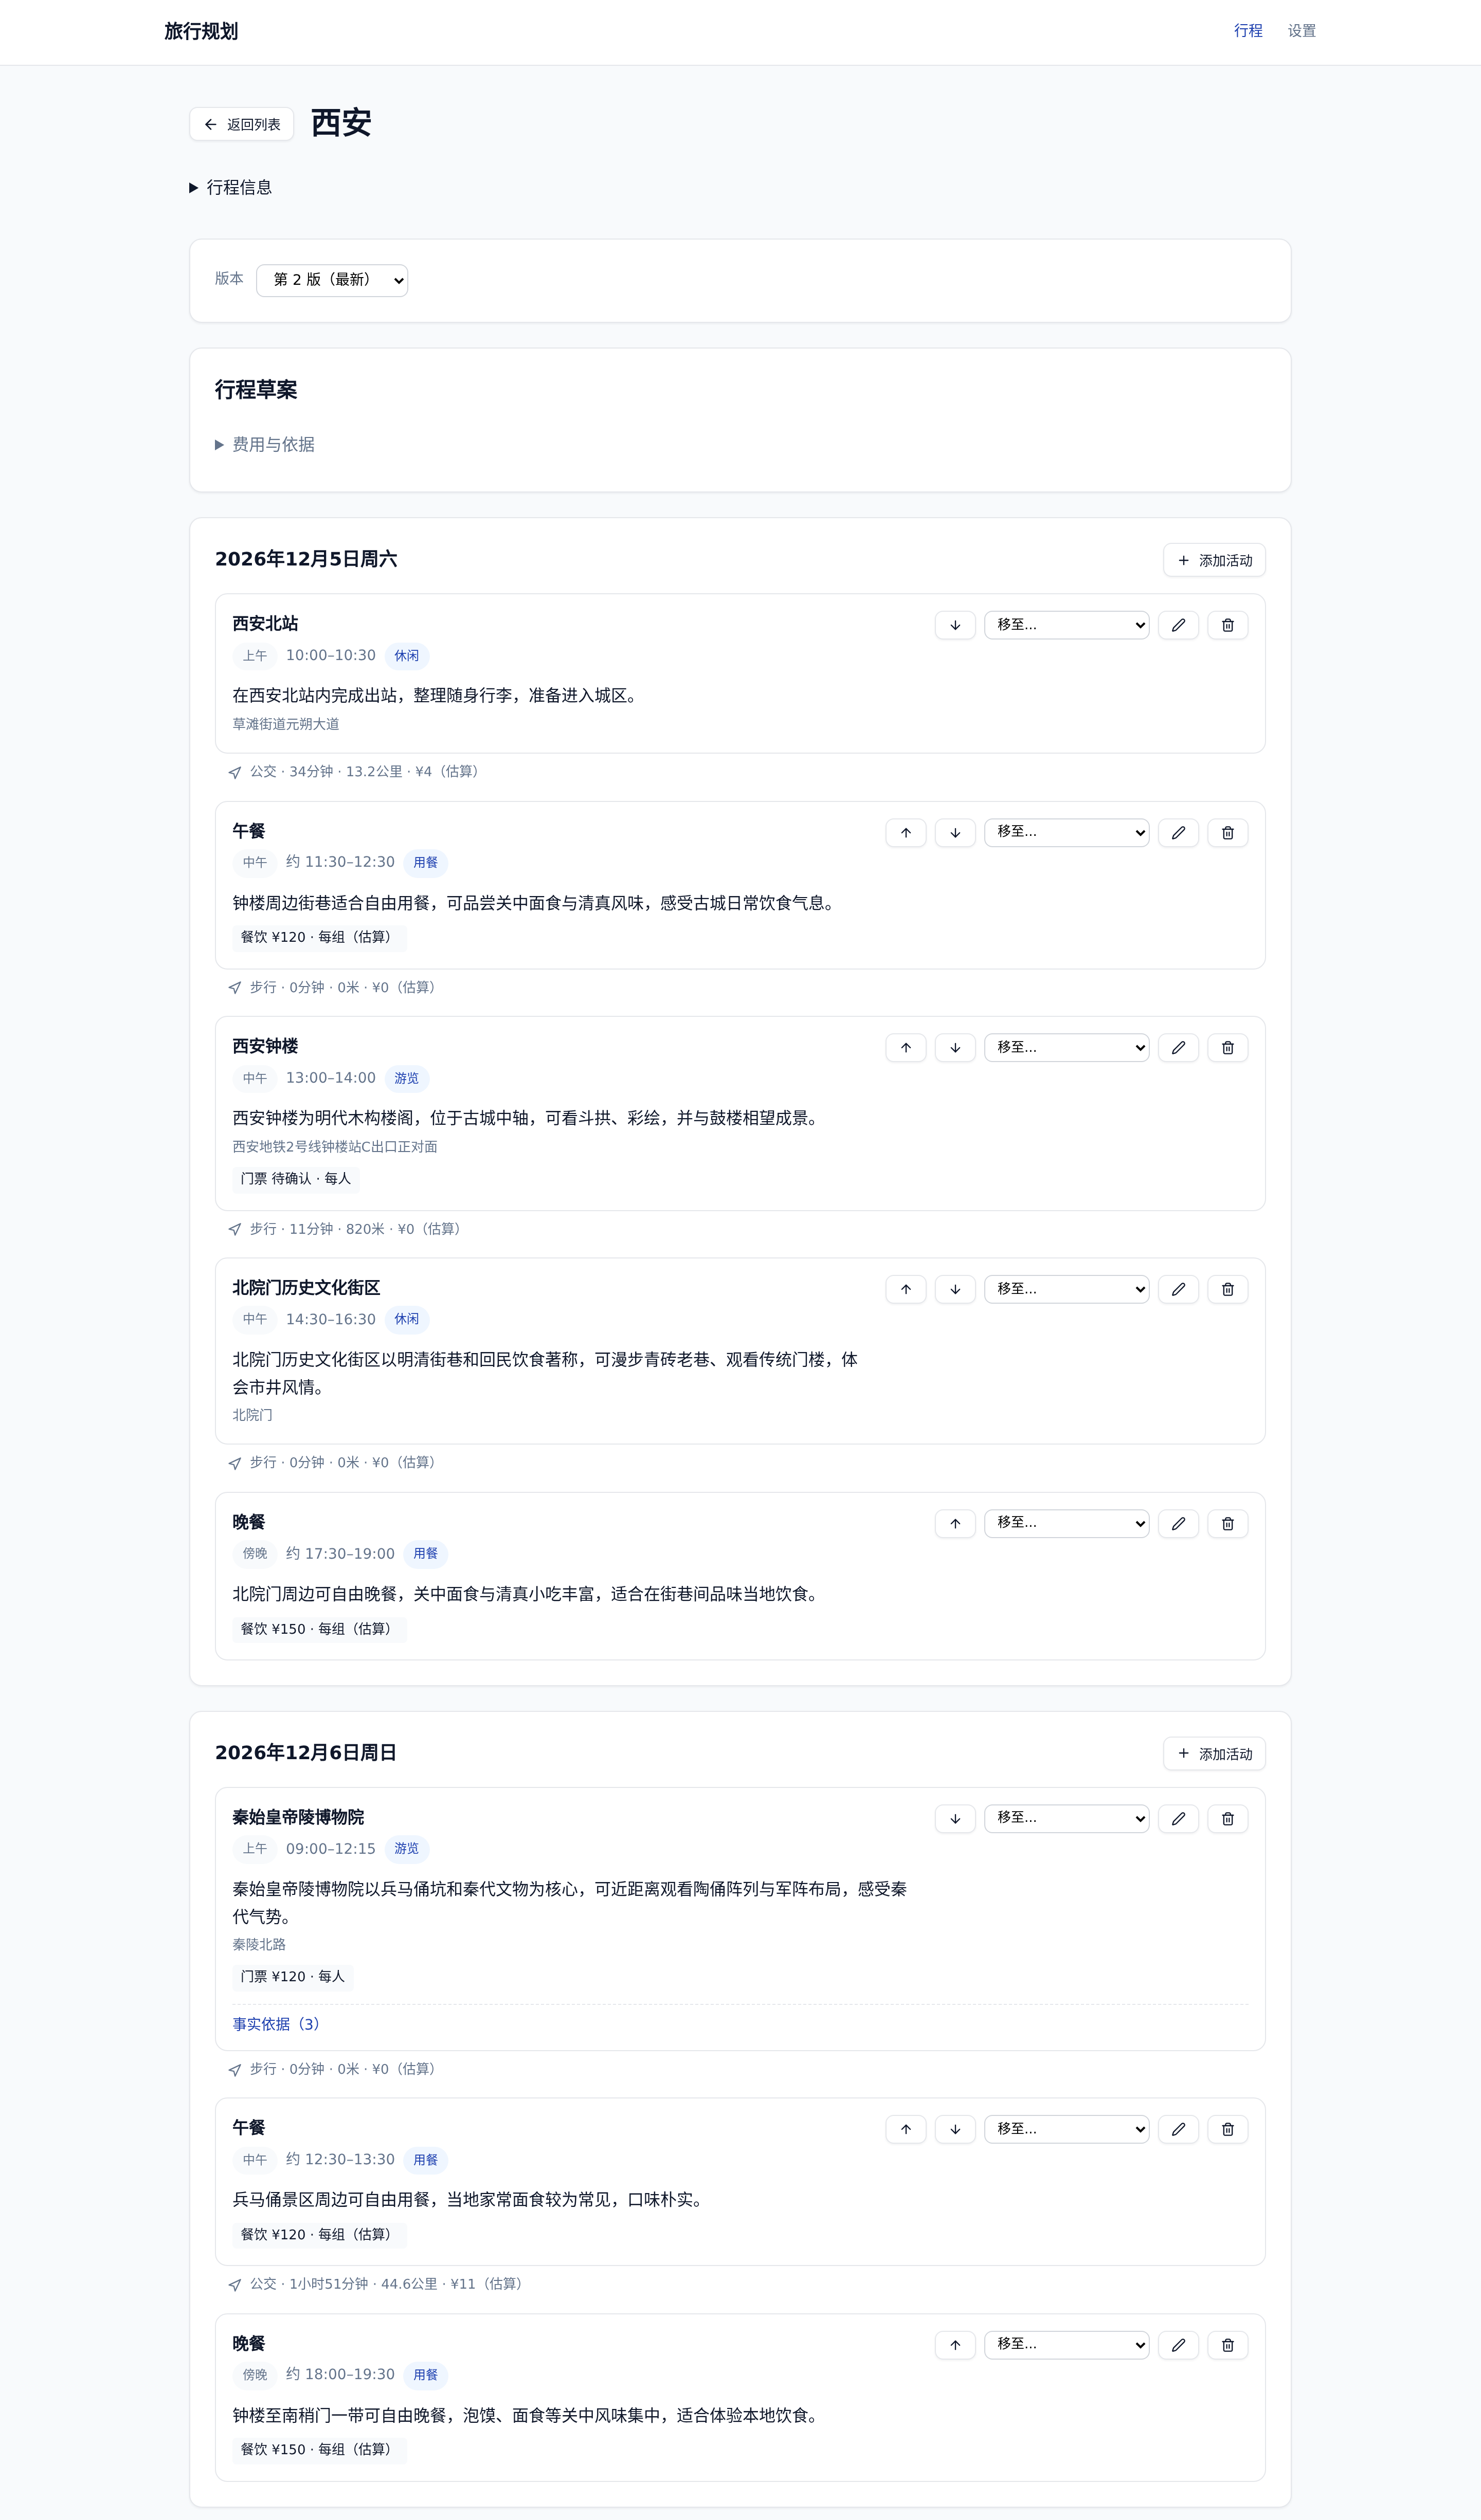 旅行规划
行程
设置
返回列表
西安
行程信息
版本
第 2 版（最新）
行程草案
费用与依据
2026年12月5日周六
添加活动
西安北站
移至...
上午 10:00–10:30 休闲
在西安北站内完成出站，整理随身行李，准备进入城区。
草滩街道元朔大道
公交 · 34分钟 · 13.2公里 · ¥4（估算）
午餐
移至...
中午 约 11:30–12:30 用餐
钟楼周边街巷适合自由用餐，可品尝关中面食与清真风味，感受古城日常饮食气息。
餐饮 ¥120 · 每组（估算）
步行 · 0分钟 · 0米 · ¥0（估算）
西安钟楼
移至...
中午 13:00–14:00 游览
西安钟楼为明代木构楼阁，位于古城中轴，可看斗拱、彩绘，并与鼓楼相望成景。
西安地铁2号线钟楼站C出口正对面
门票 待确认 · 每人
步行 · 11分钟 · 820米 · ¥0（估算）
北院门历史文化街区
移至...
中午 14:30–16:30 休闲
北院门历史文化街区以明清街巷和回民饮食著称，可漫步青砖老巷、观看传统门楼，体
会市井风情。
北院门
步行 · 0分钟 · 0米 · ¥0（估算）
晚餐
移至...
傍晚 约 17:30–19:00 用餐
北院门周边可自由晚餐，关中面食与清真小吃丰富，适合在街巷间品味当地饮食。
餐饮 ¥150 · 每组（估算）
2026年12月6日周日
添加活动
秦始皇帝陵博物院
移至...
上午 09:00–12:15 游览
秦始皇帝陵博物院以兵马俑坑和秦代文物为核心，可近距离观看陶俑阵列与军阵布局，感受秦
代气势。
秦陵北路
门票 ¥120 · 每人
事实依据（3）
步行 · 0分钟 · 0米 · ¥0（估算）
午餐
移至...
中午 约 12:30–13:30 用餐
兵马俑景区周边可自由用餐，当地家常面食较为常见，口味朴实。
餐饮 ¥120 · 每组（估算）
公交 · 1小时51分钟 · 44.6公里 · ¥11（估算）
晚餐
移至...
傍晚 约 18:00–19:30 用餐
钟楼至南稍门一带可自由晚餐，泡馍、面食等关中风味集中，适合体验本地饮食。
餐饮 ¥150 · 每组（估算）